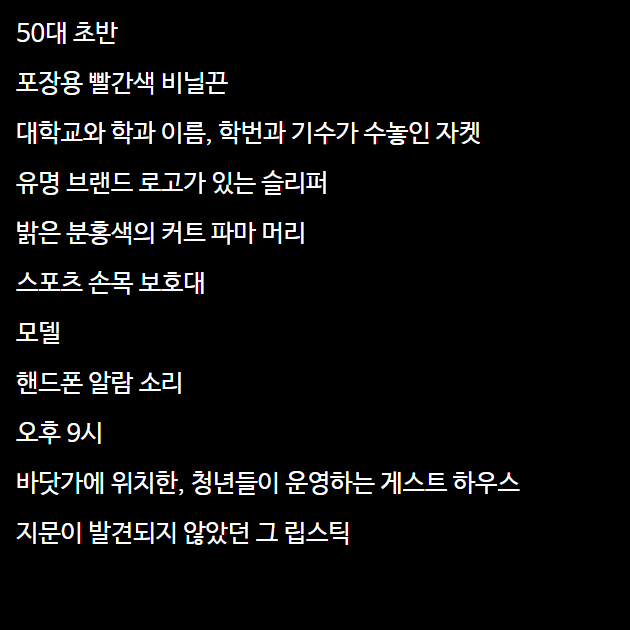 50대 초반
포장용 빨간색 비닐끈
대학교와 학과 이름, 학번과 기수가 수놓인 자켓
유명 브랜드 로고가 있는 슬리퍼
밝은 분홍색의 커트 파마 머리
스포츠 손목 보호대
모델
핸드폰 알람 소리
오후 9시
바닷가에 위치한, 청년들이 운영하는 게스트 하우스
지문이 발견되지 않았던 그 립스틱